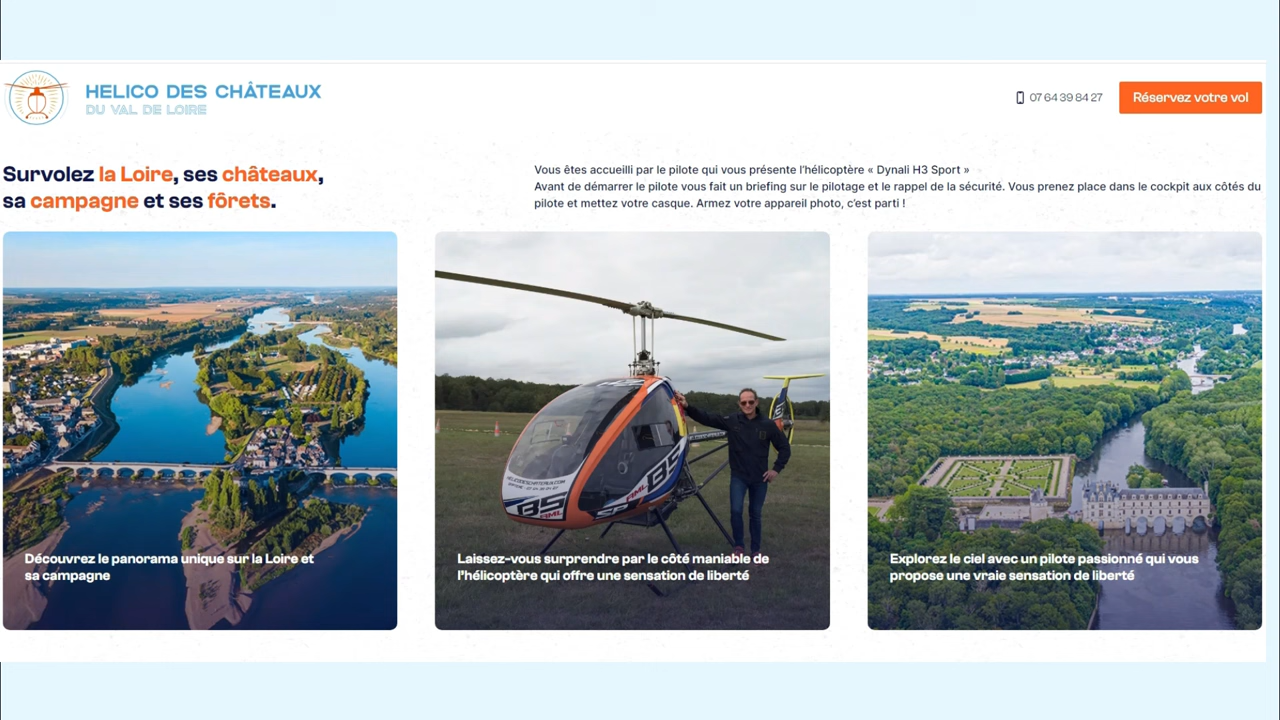 HELICO DES CHÂTEAUX
DU VAL DE LOIRE
07 64 39 84 27
Réservez votre vol
Survolez la Loire, ses châteaux,
sa campagne et ses fôrets.
Vous êtes accueilli par le pilote qui vous présente l'hélicoptère « Dynali H3 Sport »
Avant de démarrer le pilote vous fait un briefing sur le pilotage et le rappel de la sécurité. Vous prenez place dans le cockpit aux côtés du
pilote et mettez votre casque. Armez votre appareil photo, c'est parti !
Découvrez le panorama unique sur la Loire et
sa campagne
BS
BS
Laissez-vous surprendre par le côté maniable de
l'hélicoptère qui offre une sensation de liberté
Explorez le ciel avec un pilote passionné qui vous
propose une vraie sensation de liberté